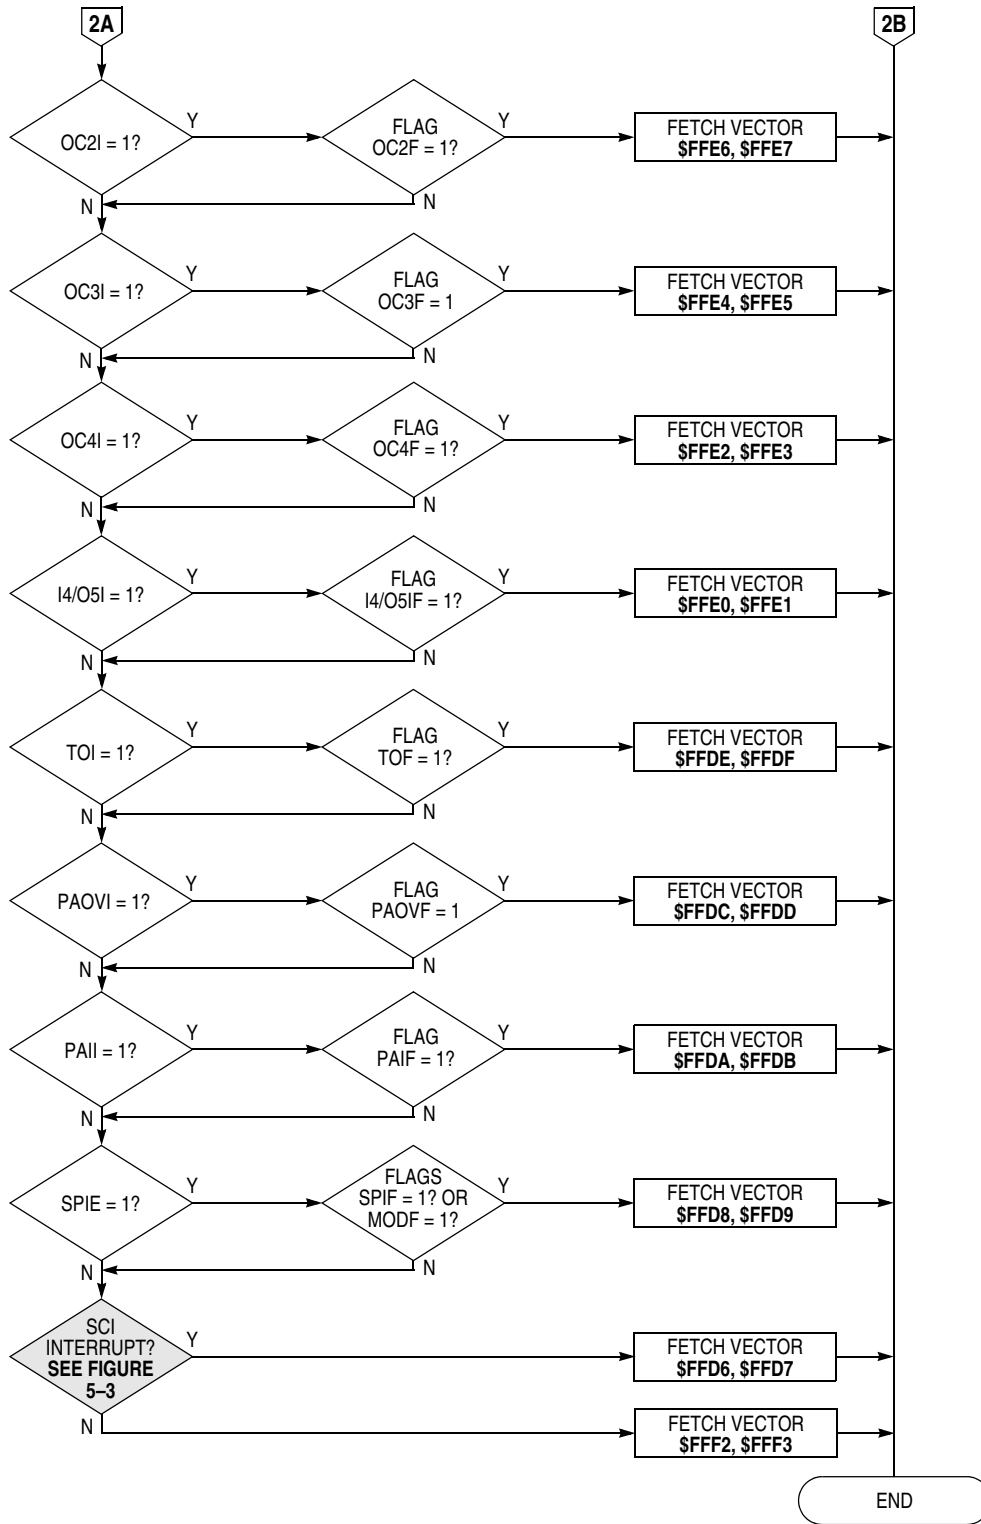 2A
2B
OC2I = 1?
Y
FLAG
OC2F = 1?
Y
FETCH VECTOR
$FFE6, $FFE7
N
N
OC3I = 1?
Y
FLAG
OC3F = 1
Y
FETCH VECTOR
$FFE4, $FFE5
N
N
OC4I = 1?
Y
FLAG
OC4F = 1?
Y
FETCH VECTOR
$FFE2, $FFE3
N
N
I4/O5I = 1?
Y
FLAG
I4/O5IF = 1?
Y
FETCH VECTOR
$FFE0, $FFE1
N
N
TOI = 1?
Y
FLAG
TOF = 1?
Y
FETCH VECTOR
$FFDE, $FFDF
N
N
PAOVI = 1?
Y
FLAG
PAOVF = 1
Y
FETCH VECTOR
$FFDC, $FFDD
N
N
PAII = 1?
Y
FLAG
PAIF = 1?
Y
FETCH VECTOR
$FFDA, $FFDB
N
N
SPIE = 1?
Y
FLAGS
SPIF = 1? OR
MODF = 1?
Y
FETCH VECTOR
$FFD8, $FFD9
N
N
SCI
INTERRUPT?
SEE FIGURE
5–3
Y
FETCH VECTOR
$FFD6, $FFD7
N
FETCH VECTOR
$FFF2, $FFF3
END